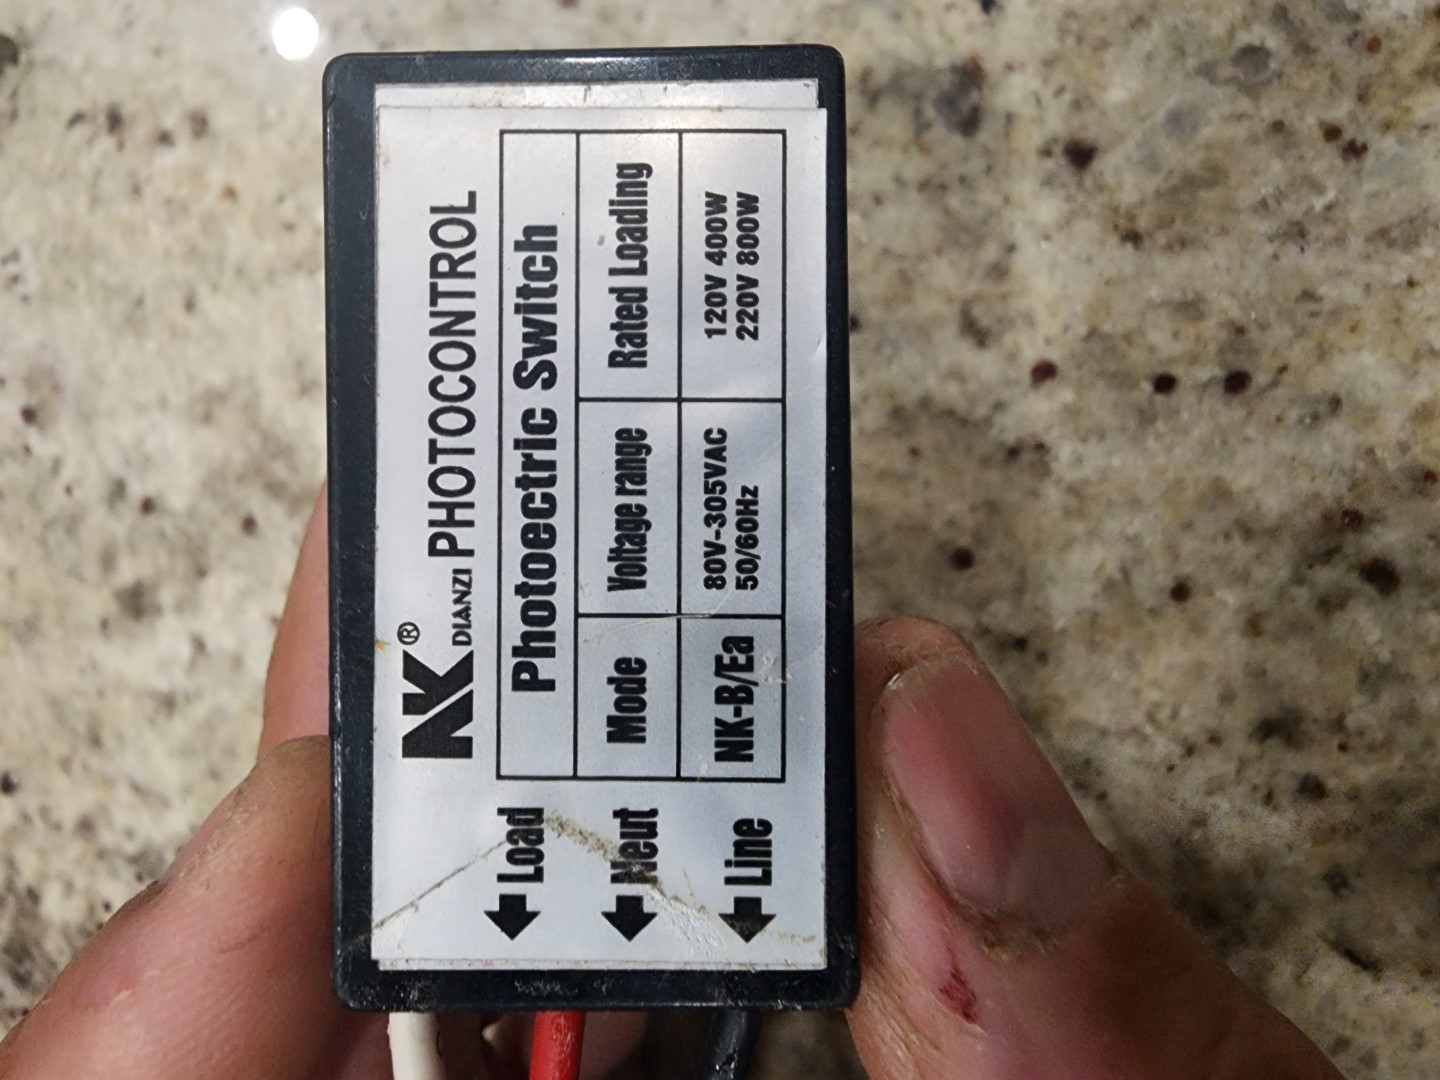 NK® DIANZI PHOTOCONTROL
Photoectric Switch
Load
Neut
Line
Mode Voltage range Rated Loading
NK-B/Ea
80V-305VAC
50/60Hz
120V 400W
220V 800W